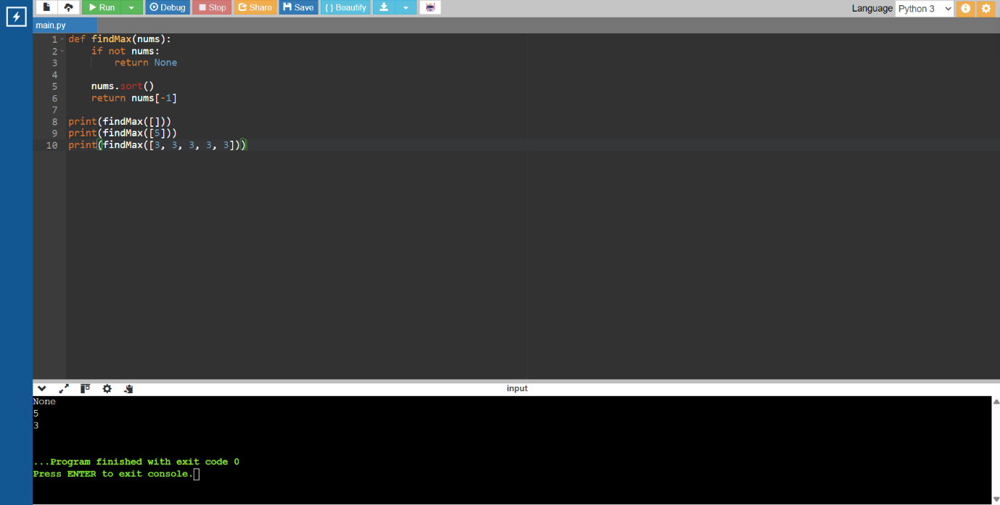 Run Debug Stop Share Save { } Beautify Language Python 3
main.py
1 def findMax(nums):
2     if not nums:
3         return None
4
5     nums.sort()
6     return nums[-1]
7
8 print(findMax([]))
9 print(findMax([5]))
10 print(findMax([3, 3, 3, 3, 3]))
input
None
5
3
...Program finished with exit code 0
Press ENTER to exit console.